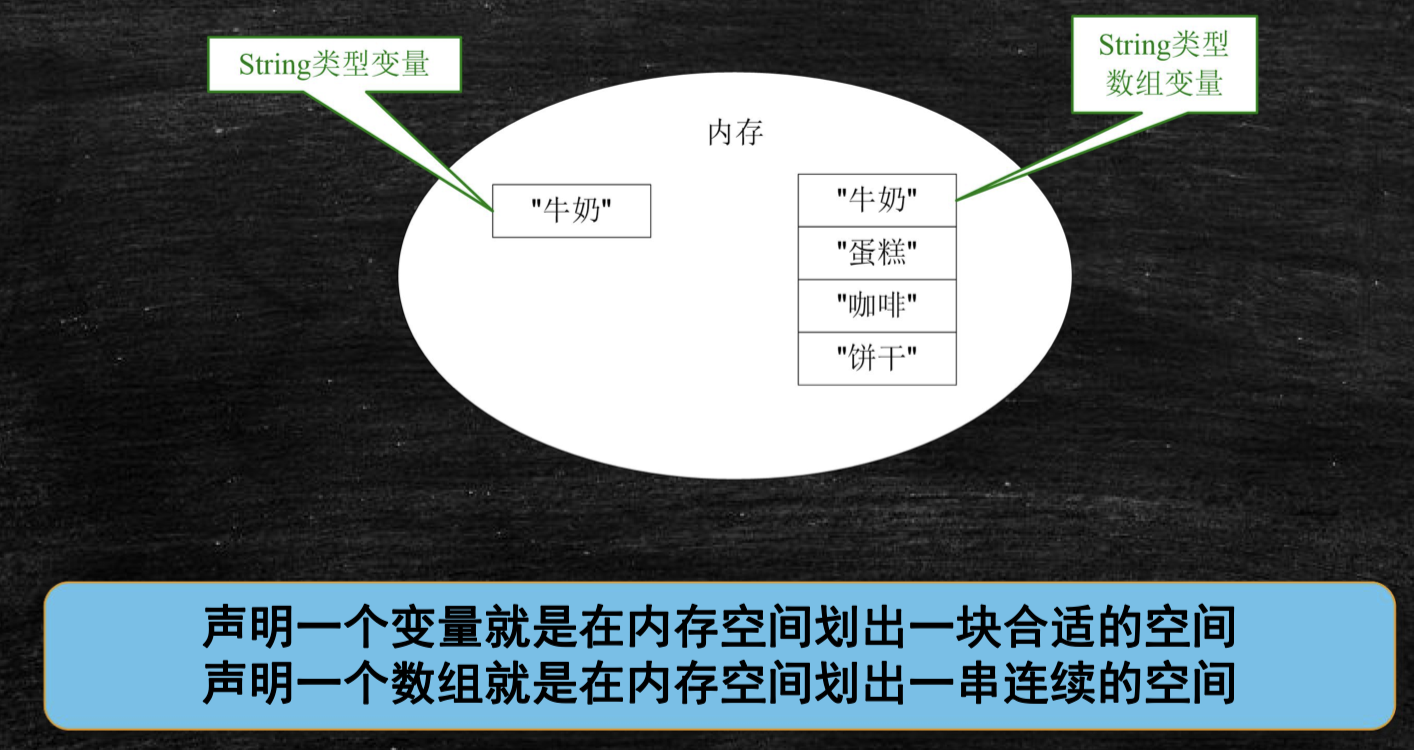 String类型变量
String类型
数组变量
内存
"牛奶"
"牛奶"
"蛋糕"
"咖啡"
"饼干"
声明一个变量就是在内存空间划出一块合适的空间
声明一个数组就是在内存空间划出一串连续的空间